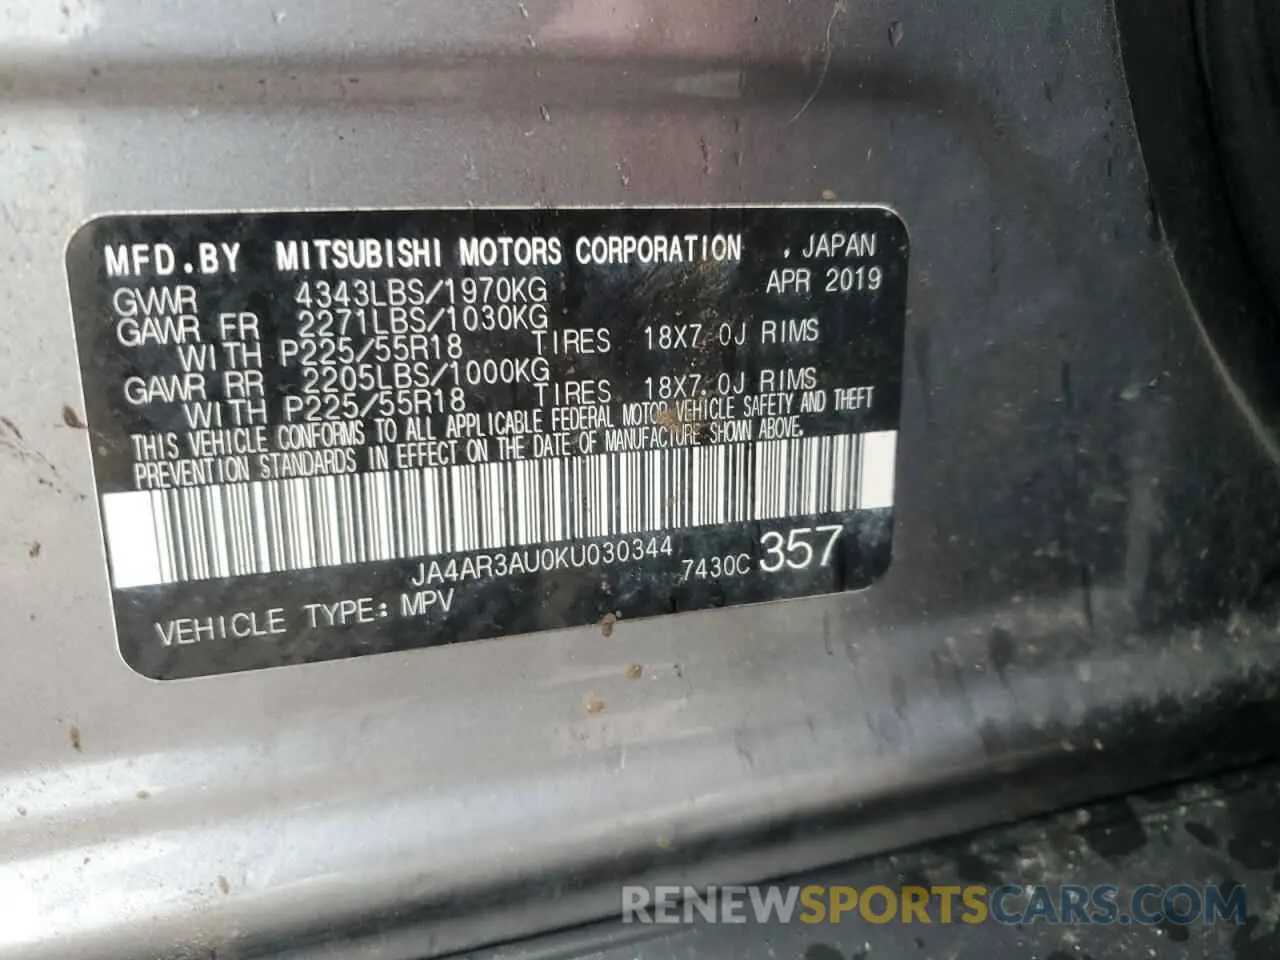 MFD.BY MITSUBISHI MOTORS CORPORATION , JAPAN
GVWR 4343LBS/1970KG APR 2019
GAWR FR 2271LBS/1030KG
WITH P225/55R18 TIRES 18X7.0J RIMS
GAWR RR 2205LBS/1000KG
WITH P225/55R18 TIRES 18X7.0J RIMS
THIS VEHICLE CONFORMS TO ALL APPLICABLE FEDERAL MOTOR VEHICLE SAFETY AND THEFT
PREVENTION STANDARDS IN EFFECT ON THE DATE OF MANUFACTURE SHOWN ABOVE.
JA4AR3AU0KU030344 7430C 357
VEHICLE TYPE: MPV
RENEWSPORTSCARS.COM